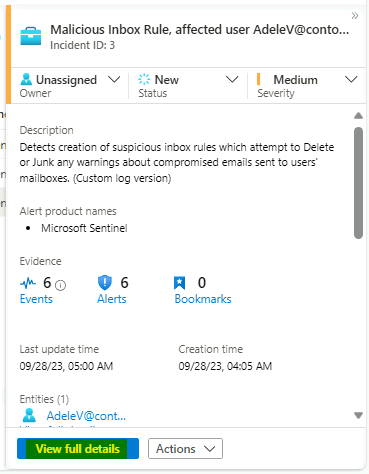 »
Malicious Inbox Rule, affected user AdeleV@conto...
Incident ID: 3
Unassigned
Owner
New
Status
Medium
Severity
Description
Detects creation of suspicious inbox rules which attempt to Delete
or Junk any warnings about compromised emails sent to users'
mailboxes. (Custom log version)
Alert product names
• Microsoft Sentinel
Evidence
6
Events
6
Alerts
0
Bookmarks
Last update time
09/28/23, 05:00 AM
Creation time
09/28/23, 04:05 AM
Entities (1)
AdeleV@cont...
View full details
Actions